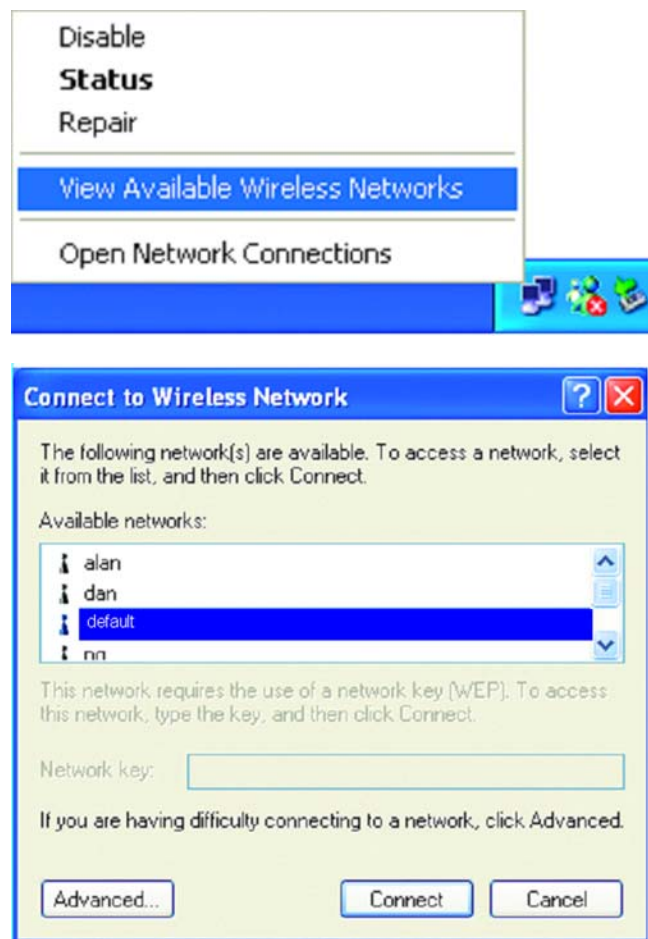 Disable
Status
Repair
View Available Wireless Networks
Open Network Connections
Connect to Wireless Network
The following network(s) are available. To access a network, select
it from the list, and then click Connect.
Available networks:
alan
dan
default
This network requires the use of a network key (WEP). To access
this network, type the key, and then click Connect.
Network key:
If you are having difficulty connecting to a network, click Advanced.
Advanced...
Connect
Cancel